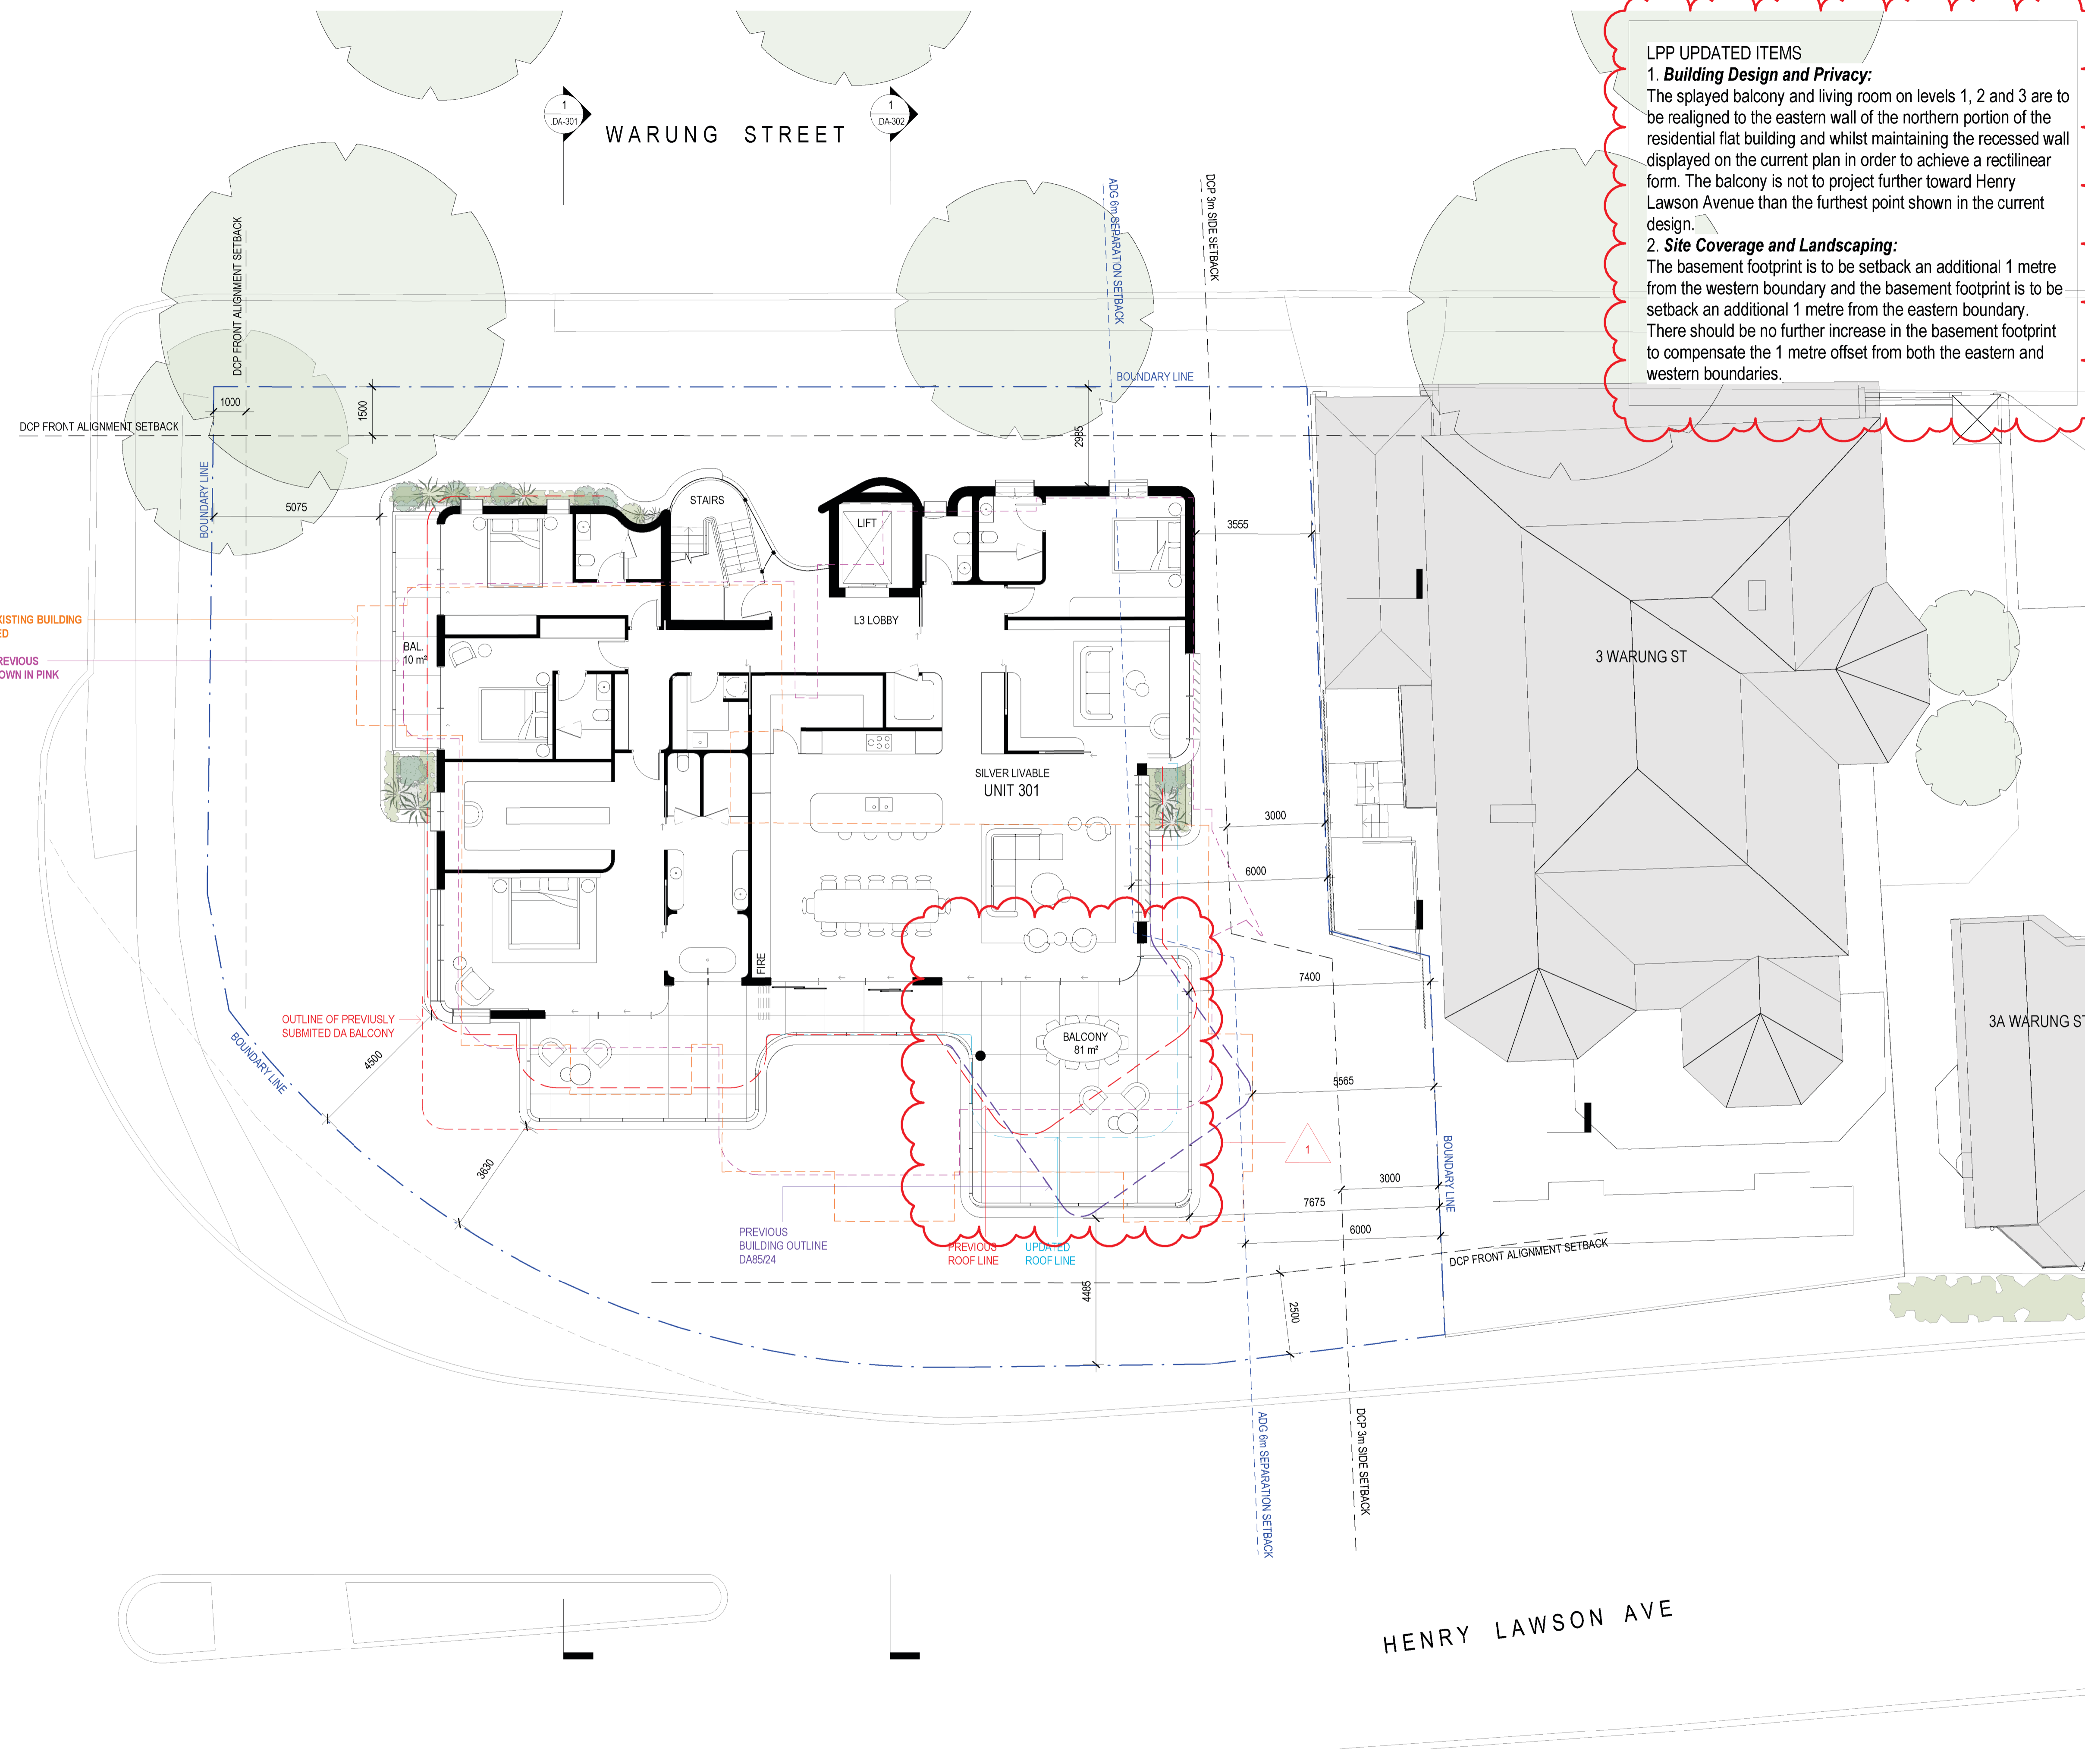 LPP UPDATED ITEMS
1. Building Design and Privacy:
The splayed balcony and living room on levels 1, 2 and 3 are to
be realigned to the eastern wall of the northern portion of the
residential flat building and whilst maintaining the recessed wall
displayed on the current plan in order to achieve a rectilinear
form. The balcony is not to project further toward Henry
Lawson Avenue than the furthest point shown in the current
design.
2. Site Coverage and Landscaping:
The basement footprint is to be setback an additional 1 metre
from the western boundary and the basement footprint is to be
setback an additional 1 metre from the eastern boundary.
There should be no further increase in the basement footprint
to compensate the 1 metre offset from both the eastern and
western boundaries.
1
DA-301
WARUNG STREET
1
DA-302
ADG 6m SEPARATION SETBACK
DCP 3m SIDE SETBACK
DCP FRONT ALIGNMENT SETBACK
BOUNDARY LINE
1000
1500
2985
DCP FRONT ALIGNMENT SETBACK
BOUNDARY LINE
5075
STAIRS
LIFT
3555
XISTING BUILDING
ED
L3 LOBBY
BAL.
10 m²
REVIOUS
OWN IN PINK
3 WARUNG ST
SILVER LIVABLE
UNIT 301
3000
6000
FIRE
7400
OUTLINE OF PREVIUSLY
SUBMITED DA BALCONY
3A WARUNG ST
BOUNDARY LINE
4500
BALCONY
81 m²
5565
1
3630
BOUNDARY LINE
3000
7675
6000
PREVIOUS
BUILDING OUTLINE
DA85/24
PREVIOUS
ROOF LINE
UPDATED
ROOF LINE
DCP FRONT ALIGNMENT SETBACK
4485
2500
ADG 6m SEPARATION SETBACK
DCP 3m SIDE SETBACK
HENRY LAWSON AVE